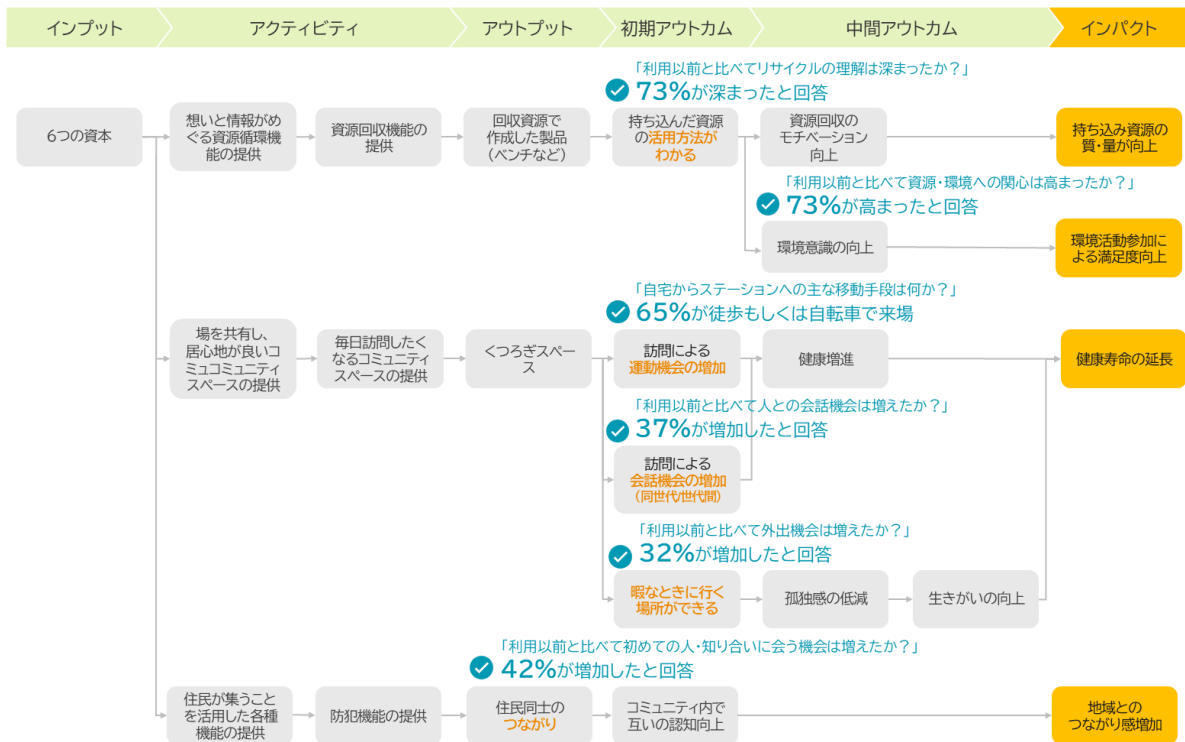 インプット
アクティビティ
アウトプット
初期アウトカム
中間アウトカム
インパクト
「利用以前と比べてリサイクルの理解は深まったか？」
73%が深まったと回答
6つの資本
想いと情報がめ
ぐる資源循環機
能の提供
資源回収機能の
提供
回収資源で
作成した製品
（ベンチなど）
持ち込んだ資源
の活用方法が
わかる
資源回収の
モチベーション
向上
持ち込み資源の
質・量が向上
「利用以前と比べて資源・環境への関心は高まったか？」
73%が高まったと回答
環境意識の向上
環境活動参加に
よる満足度向上
「自宅からステーションへの主な移動手段は何か？」
65%が徒歩もしくは自転車で来場
場を共有し、
居心地が良いコ
ミュコミュニティ
スペースの提供
毎日訪問したく
なるコミュニティ
スペースの提供
くつろぎスペー
ス
訪問による
運動機会の増加
健康増進
健康寿命の延長
「利用以前と比べて人との会話機会は増えたか？」
37%が増加したと回答
訪問による
会話機会の増加
（同世代/世代間）
「利用以前と比べて外出機会は増えたか？」
32%が増加したと回答
暇なときに行く
場所ができる
孤独感の低減
生きがいの向上
「利用以前と比べて初めての人・知り合いに会う機会は増えたか？」
42%が増加したと回答
住民が集うこと
を活用した各種
機能の提供
防犯機能の提供
住民同士の
つながり
コミュニティ内で
互いの認知向上
地域との
つながり感増加